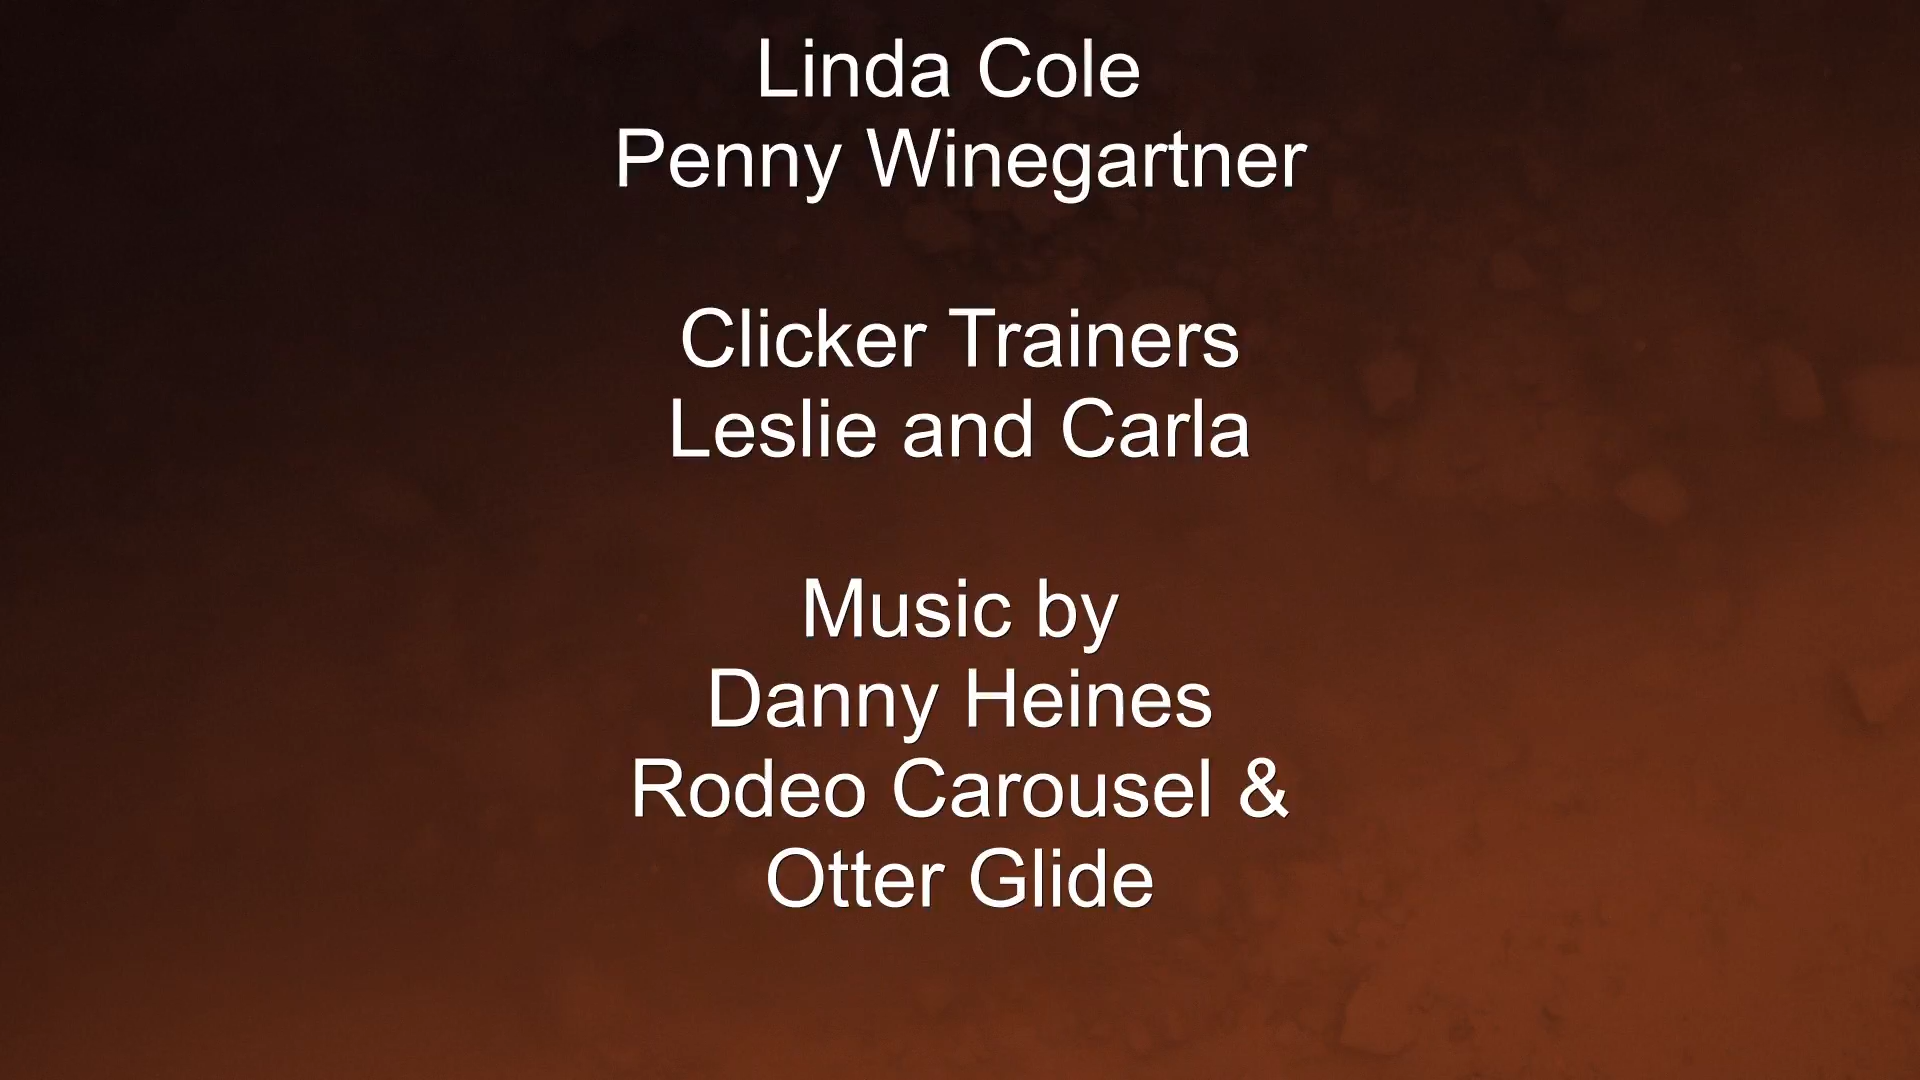 Linda Cole
Penny Winegartner
Clicker Trainers
Leslie and Carla
Music by
Danny Heines
Rodeo Carousel &
Otter Glide